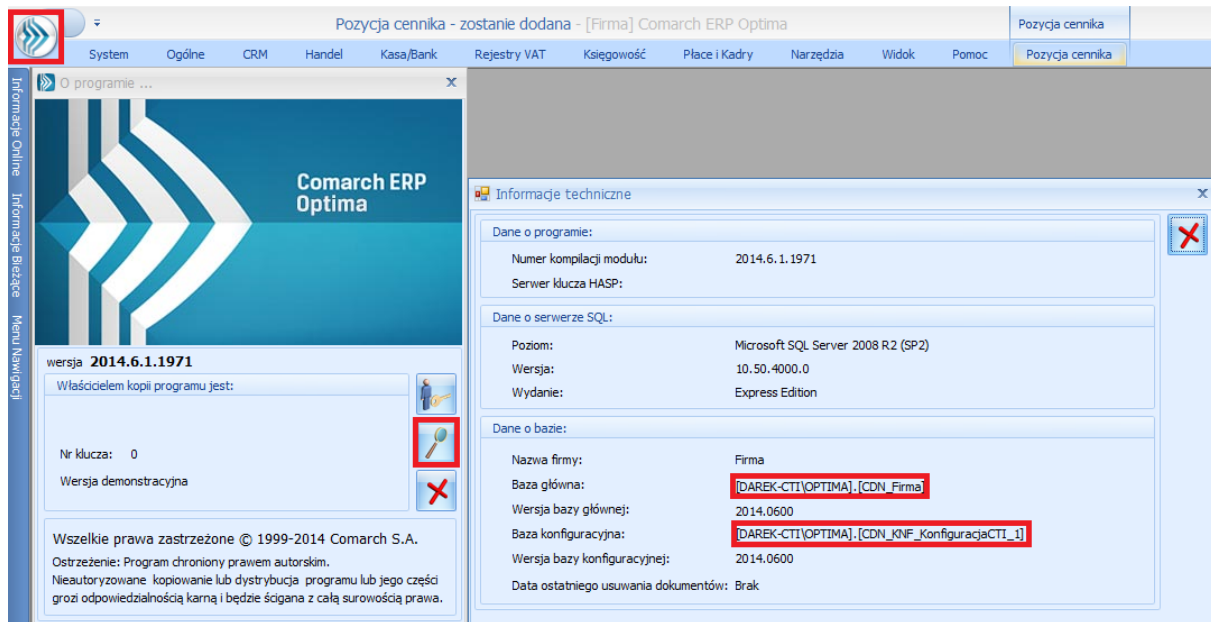 Pozycja cennika - zostanie dodana - [Firma] Comarch ERP Optima
Pozycja cennika
System Ogólne CRM Handel Kasa/Bank Rejestry VAT Księgowość Płace i Kadry Narzędzia Widok Pomoc Pozycja cennika
Informacje Online
Informacje Bieżące
Menu Nawigacji
O programie ...
Comarch ERP
Optima
wersja 2014.6.1.1971
Właścicielem kopii programu jest:
Nr klucza: 0
Wersja demonstracyjna
Wszelkie prawa zastrzeżone © 1999-2014 Comarch S.A.
Ostrzeżenie: Program chroniony prawem autorskim.
Nieautoryzowane kopiowanie lub dystrybucja programu lub jego części
grozi odpowiedzialnością karną i będzie ścigana z całą surowością prawa.
Informacje techniczne
Dane o programie:
Numer kompilacji modułu: 2014.6.1.1971
Serwer klucza HASP:
Dane o serwerze SQL:
Poziom: Microsoft SQL Server 2008 R2 (SP2)
Wersja: 10.50.4000.0
Wydanie: Express Edition
Dane o bazie:
Nazwa firmy: Firma
Baza główna: [DAREK-CTI\OPTIMA].[CDN_Firma]
Wersja bazy głównej: 2014.0600
Baza konfiguracyjna: [DAREK-CTI\OPTIMA].[CDN_KNF_KonfiguracjaCTI_1]
Wersja bazy konfiguracyjnej: 2014.0600
Data ostatniego usuwania dokumentów: Brak